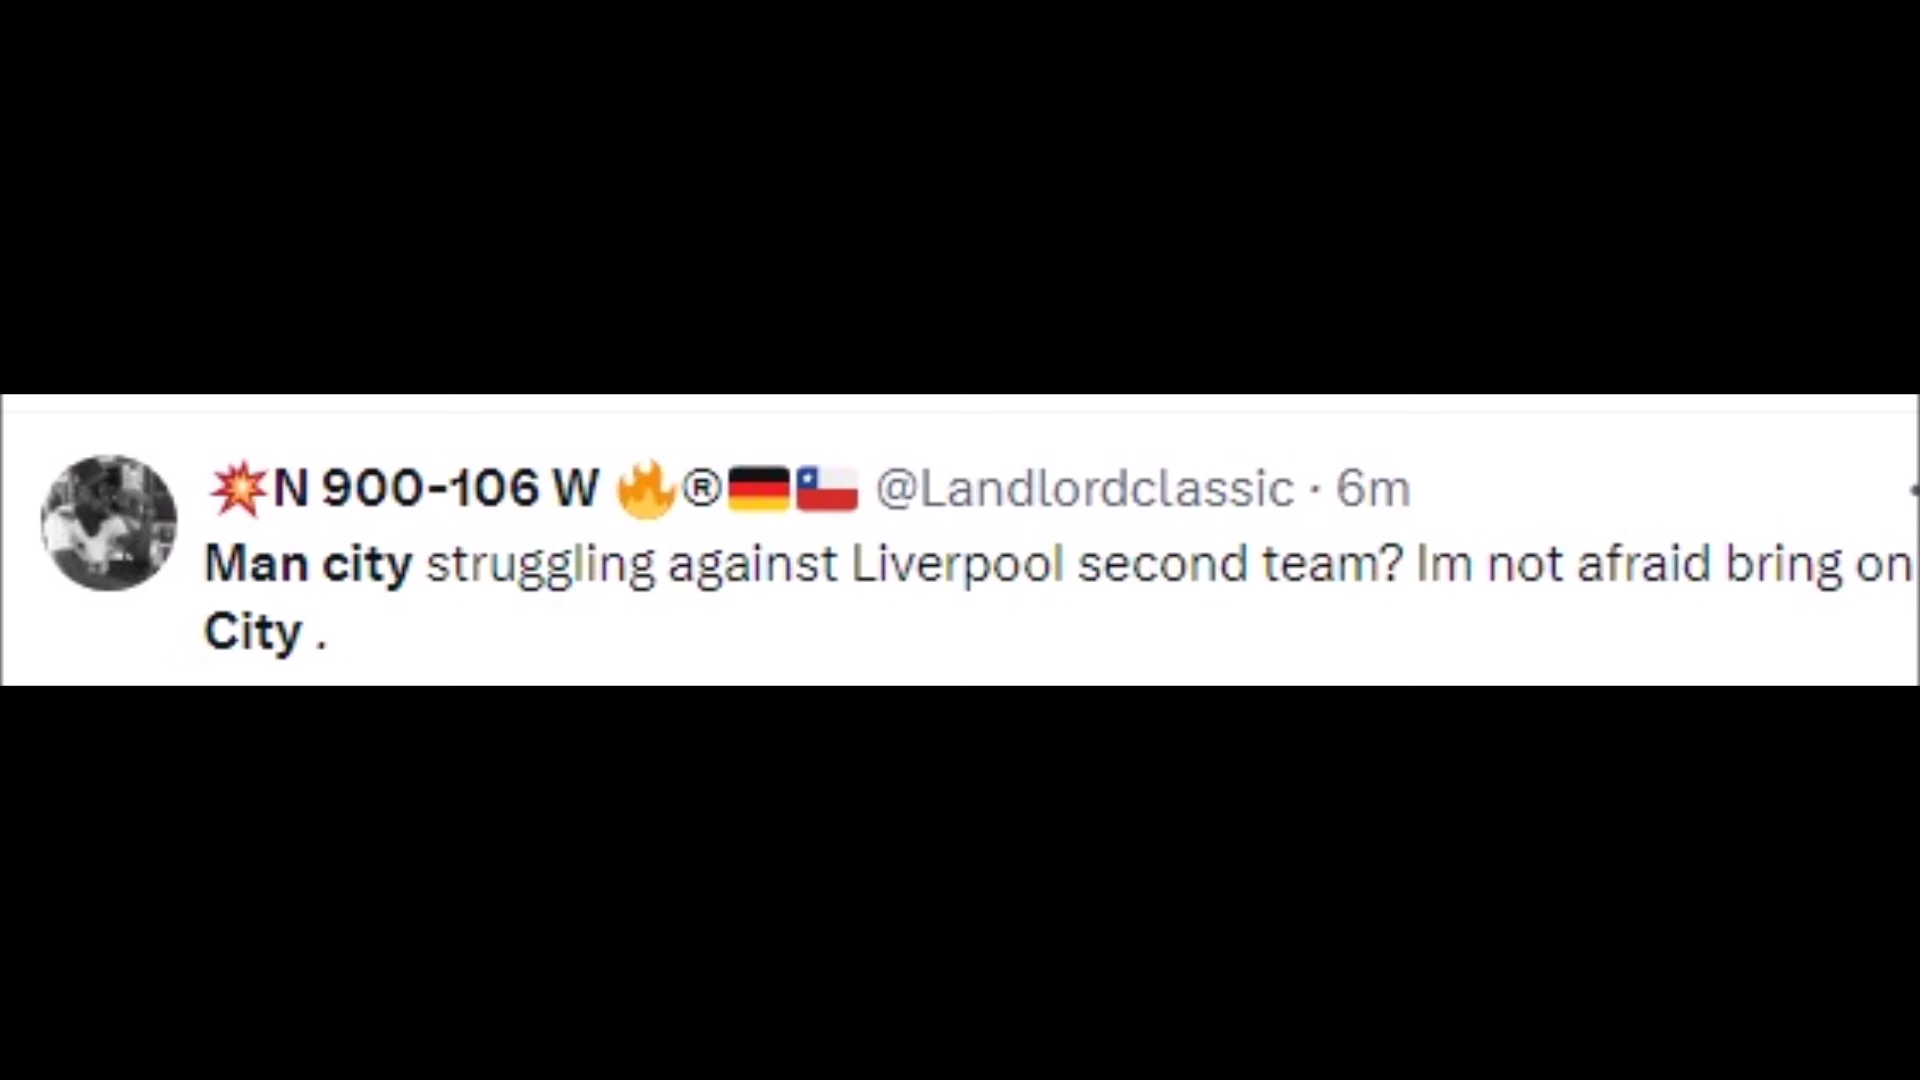 💥N 900-106 W 🔥®🇩🇪🇨🇱 @Landlordclassic · 6m
Man city struggling against Liverpool second team? Im not afraid bring on
City .